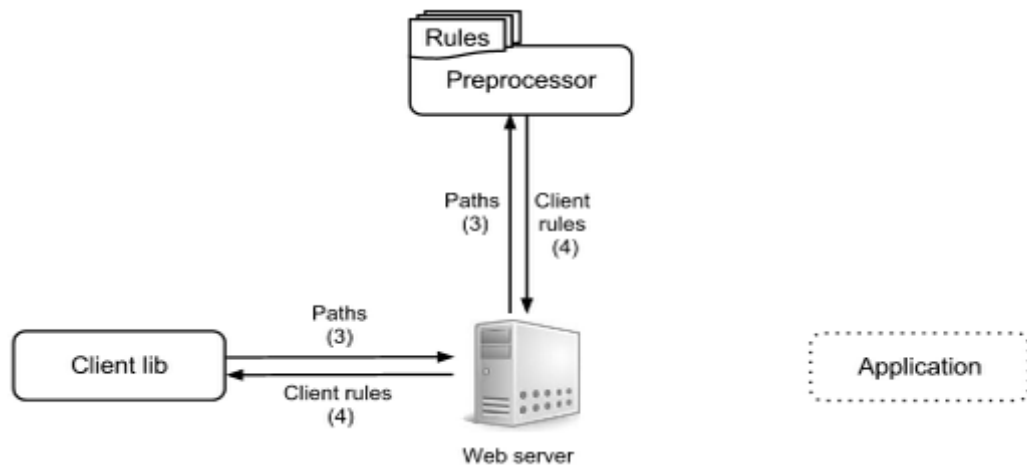 Rules
Preprocessor
Paths
(3)
Client
rules
(4)
Paths
(3)
Client lib
Client rules
(4)
Application
Web server